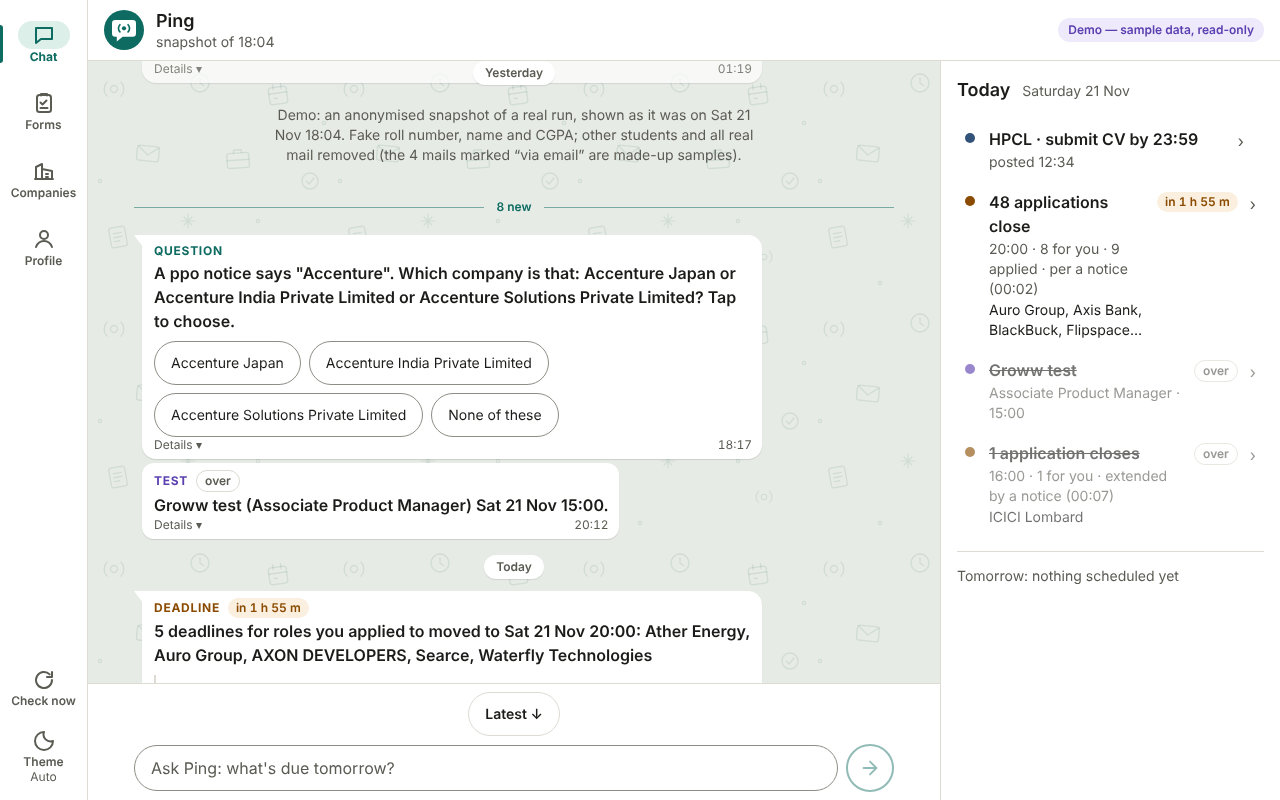 Chat
Forms
Companies
Profile
Check now
Theme
Auto
Ping
snapshot of 18:04
Demo — sample data, read-only
Details ▾
01:19
Yesterday
Demo: an anonymised snapshot of a real run, shown as it was on Sat 21
Nov 18:04. Fake roll number, name and CGPA; other students and all real
mail removed (the 4 mails marked “via email” are made-up samples).
8 new
QUESTION
A ppo notice says "Accenture". Which company is that: Accenture Japan or
Accenture India Private Limited or Accenture Solutions Private Limited? Tap
to choose.
Accenture Japan
Accenture India Private Limited
Accenture Solutions Private Limited
None of these
Details ▾
18:17
TEST over
Groww test (Associate Product Manager) Sat 21 Nov 15:00.
Details ▾
20:12
Today
DEADLINE in 1 h 55 m
5 deadlines for roles you applied to moved to Sat 21 Nov 20:00: Ather Energy,
Auro Group, AXON DEVELOPERS, Searce, Waterfly Technologies
Latest ↓
Ask Ping: what's due tomorrow?
Today Saturday 21 Nov
HPCL · submit CV by 23:59
posted 12:34
48 applications
close
in 1 h 55 m
20:00 · 8 for you · 9
applied · per a notice
(00:02)
Auro Group, Axis Bank,
BlackBuck, Flipspace...
Groww test
over
Associate Product Manager ·
15:00
1 application closes
over
16:00 · 1 for you · extended
by a notice (00:07)
ICICI Lombard
Tomorrow: nothing scheduled yet